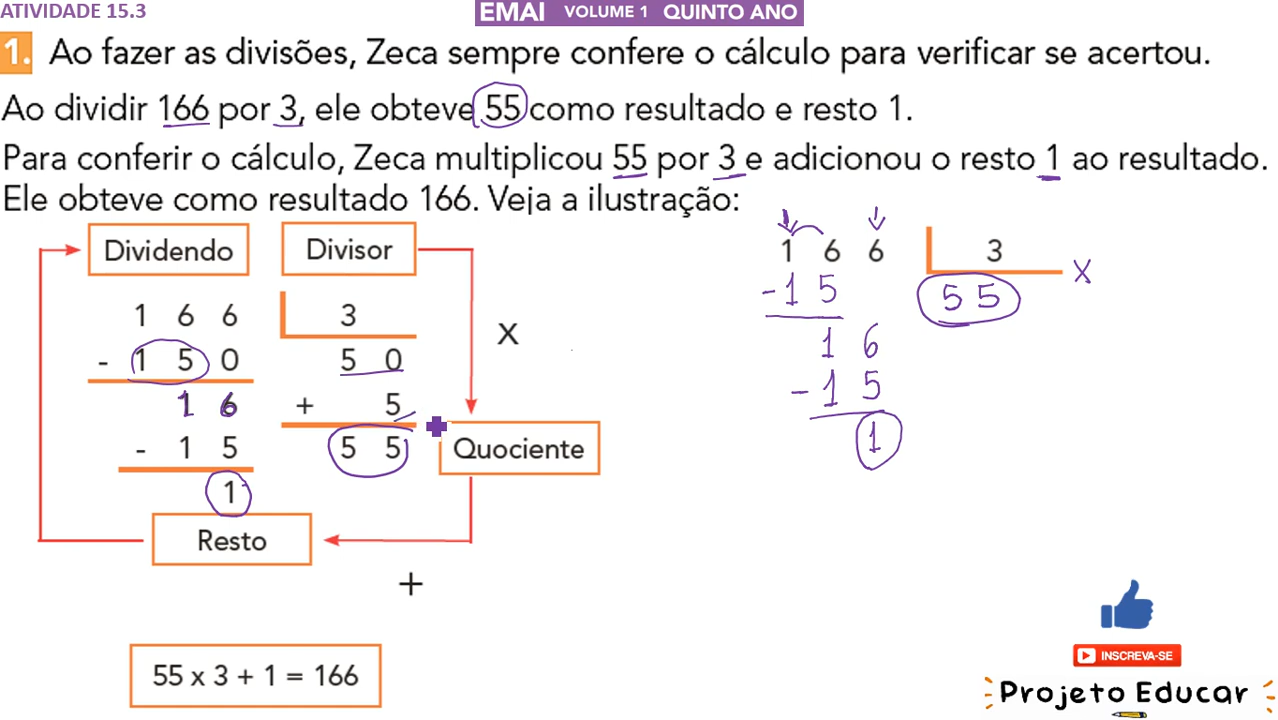 ATIVIDADE 15.3
EMAI VOLUME 1 QUINTO ANO
1. Ao fazer as divisões, Zeca sempre confere o cálculo para verificar se acertou.
Ao dividir 166 por 3, ele obteve 55 como resultado e resto 1.
Para conferir o cálculo, Zeca multiplicou 55 por 3 e adicionou o resto 1 ao resultado.
Ele obteve como resultado 166. Veja a ilustração:
Dividendo Divisor
1 6 6 3
- 1 5 0 5 0
1 6 + 5
- 1 5 5 5
1
X
Quociente
Resto
+
55 x 3 + 1 = 166
1 6 6 3 X
- 1 5 5 5
1 6
- 1 5
1
INSCREVA-SE
Projeto Educar